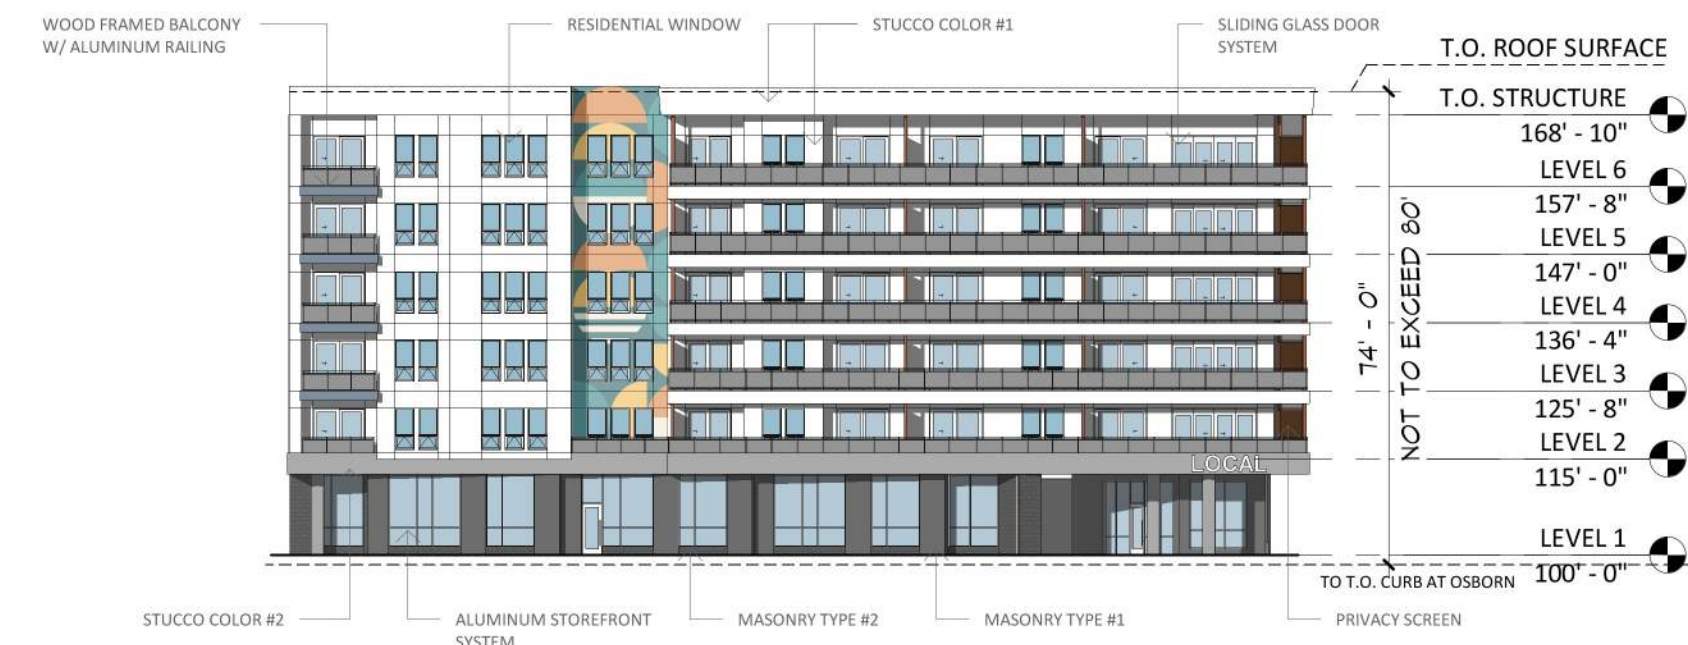 WOOD FRAMED BALCONY
W/ ALUMINUM RAILING
RESIDENTIAL WINDOW
STUCCO COLOR #1
SLIDING GLASS DOOR
SYSTEM
T.O. ROOF SURFACE
T.O. STRUCTURE
168' - 10"
LEVEL 6
157' - 8"
LEVEL 5
147' - 0"
LEVEL 4
136' - 4"
LEVEL 3
125' - 8"
LEVEL 2
115' - 0"
LEVEL 1
100' - 0"
74' - 0"
NOT TO EXCEED 80'
LOCAL
TO T.O. CURB AT OSBORN
STUCCO COLOR #2
ALUMINUM STOREFRONT
SYSTEM
MASONRY TYPE #2
MASONRY TYPE #1
PRIVACY SCREEN